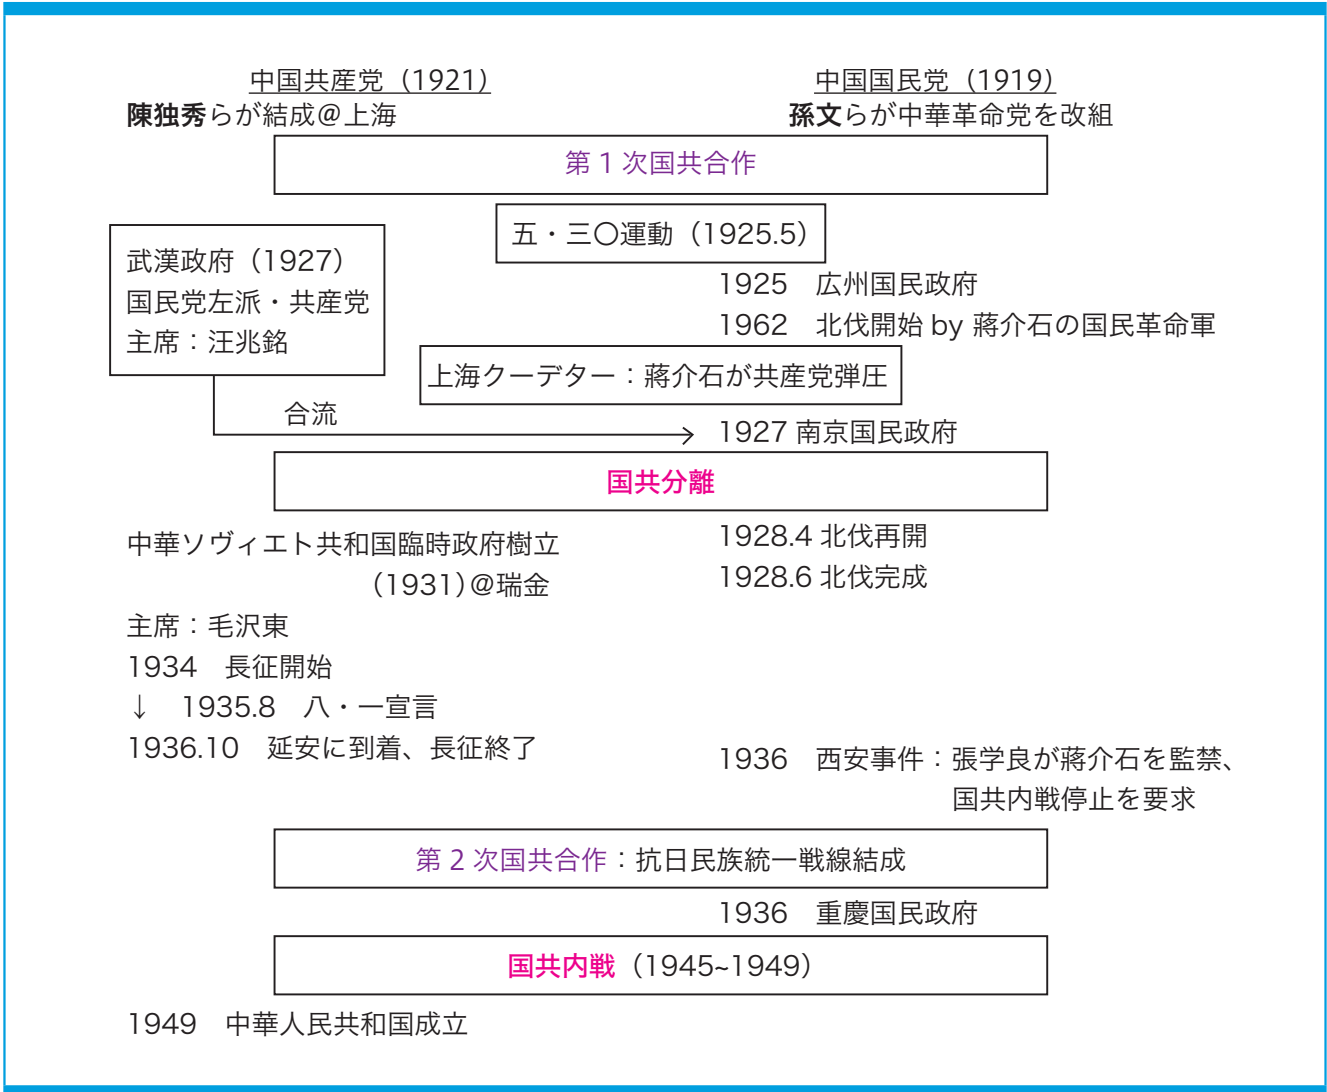 中国共産党（1921）
陳独秀らが結成＠上海
中国国民党（1919）
孫文らが中華革命党を改組
第 1 次国共合作
五・三〇運動（1925.5）
武漢政府（1927）
国民党左派・共産党
主席：汪兆銘
1925　広州国民政府
1962　北伐開始 by 蔣介石の国民革命軍
上海クーデター：蔣介石が共産党弾圧
合流
1927 南京国民政府
国共分離
中華ソヴィエト共和国臨時政府樹立
（1931）＠瑞金
主席：毛沢東
1934　長征開始
↓　1935.8　八・一宣言
1936.10　延安に到着、長征終了
1928.4 北伐再開
1928.6 北伐完成
1936　西安事件：張学良が蔣介石を監禁、
国共内戦停止を要求
第 2 次国共合作：抗日民族統一戦線結成
1936　重慶国民政府
国共内戦（1945~1949）
1949　中華人民共和国成立